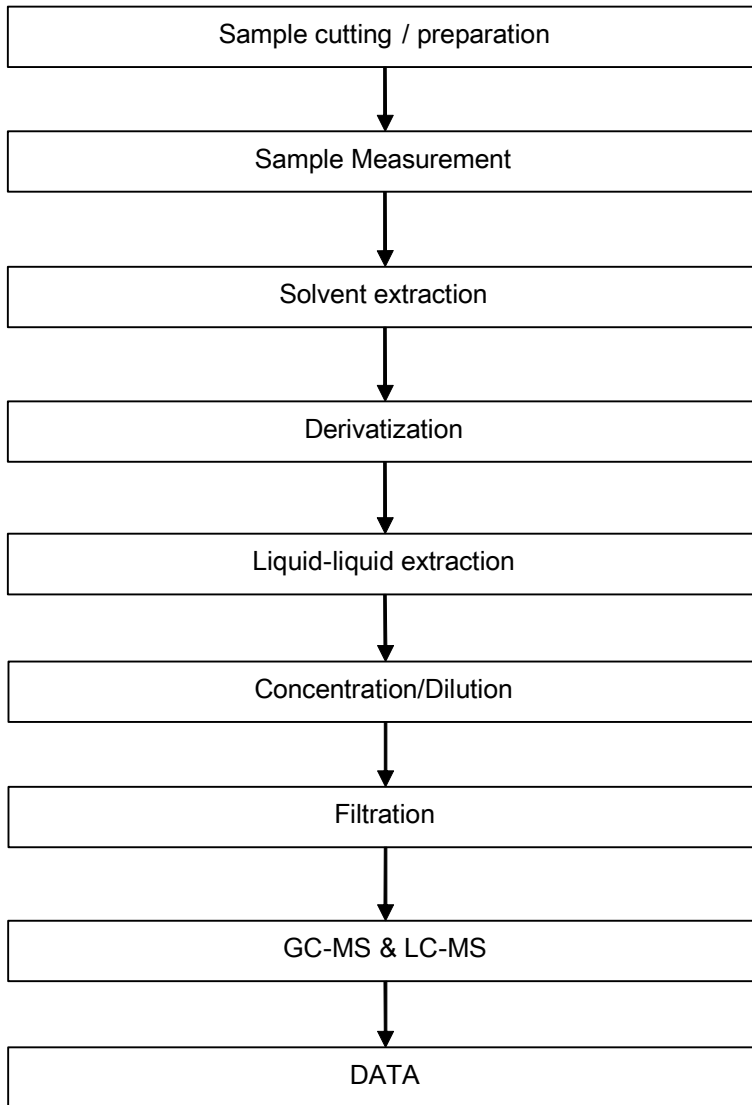 Sample cutting / preparation
Sample Measurement
Solvent extraction
Derivatization
Liquid-liquid extraction
Concentration/Dilution
Filtration
GC-MS & LC-MS
DATA